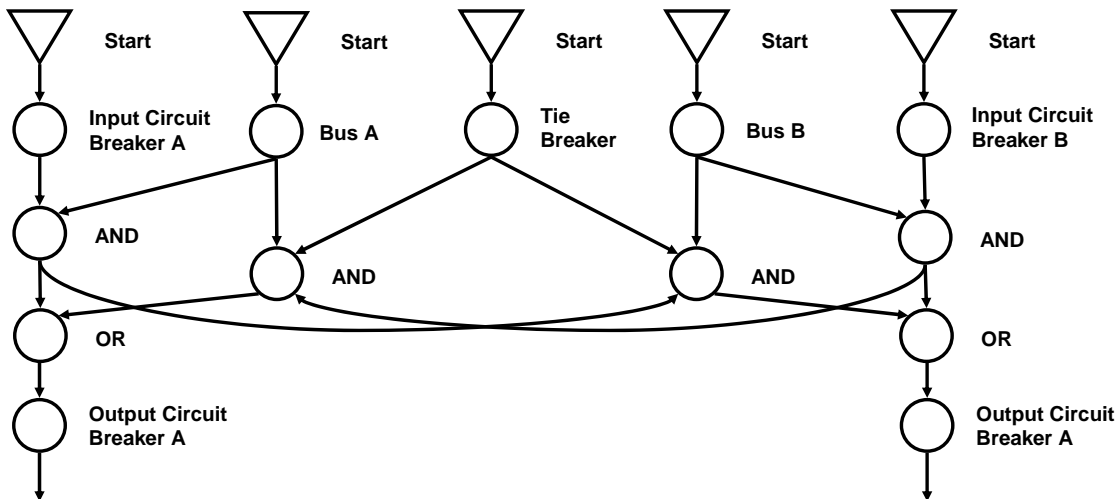 Start
Start
Start
Start
Start
Input Circuit
Breaker A
Bus A
Tie
Breaker
Bus B
Input Circuit
Breaker B
AND
AND
AND
AND
OR
OR
Output Circuit
Breaker A
Output Circuit
Breaker A